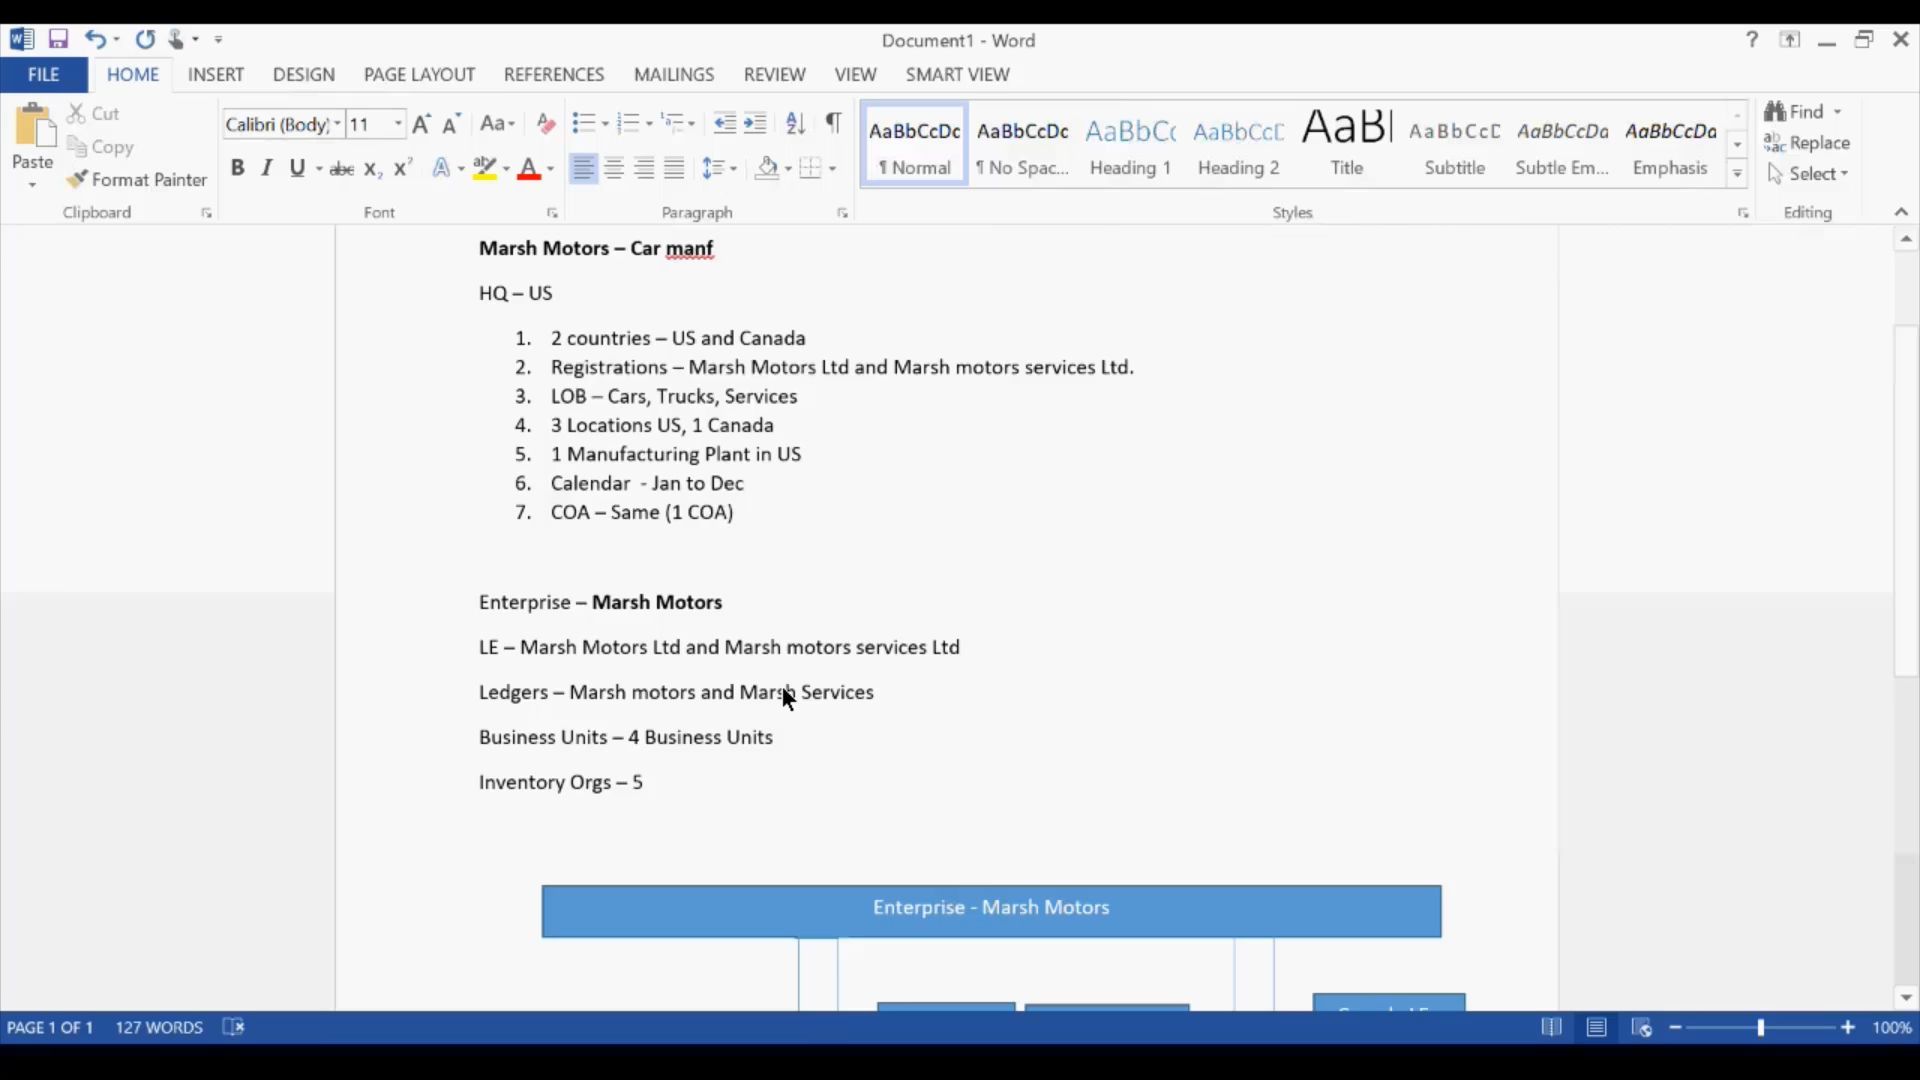 Document1 - Word
?
FILE HOME INSERT DESIGN PAGE LAYOUT REFERENCES MAILINGS REVIEW VIEW SMART VIEW
Paste
Cut
Copy
Format Painter
Clipboard
Calibri (Body) 11
Font
Paragraph
AaBbCcDc AaBbCcDc AaBbCc AaBbCcD AaBl AaBbCcD AaBbCcDa AaBbCcDa
¶ Normal ¶ No Spac... Heading 1 Heading 2 Title Subtitle Subtle Em... Emphasis
Styles
Find
Replace
Select
Editing
Marsh Motors – Car manf
HQ – US
1. 2 countries – US and Canada
2. Registrations – Marsh Motors Ltd and Marsh motors services Ltd.
3. LOB – Cars, Trucks, Services
4. 3 Locations US, 1 Canada
5. 1 Manufacturing Plant in US
6. Calendar  - Jan to Dec
7. COA – Same (1 COA)
Enterprise – Marsh Motors
LE – Marsh Motors Ltd and Marsh motors services Ltd
Ledgers – Marsh motors and Marsh Services
Business Units – 4 Business Units
Inventory Orgs – 5
Enterprise - Marsh Motors
PAGE 1 OF 1 127 WORDS 100%